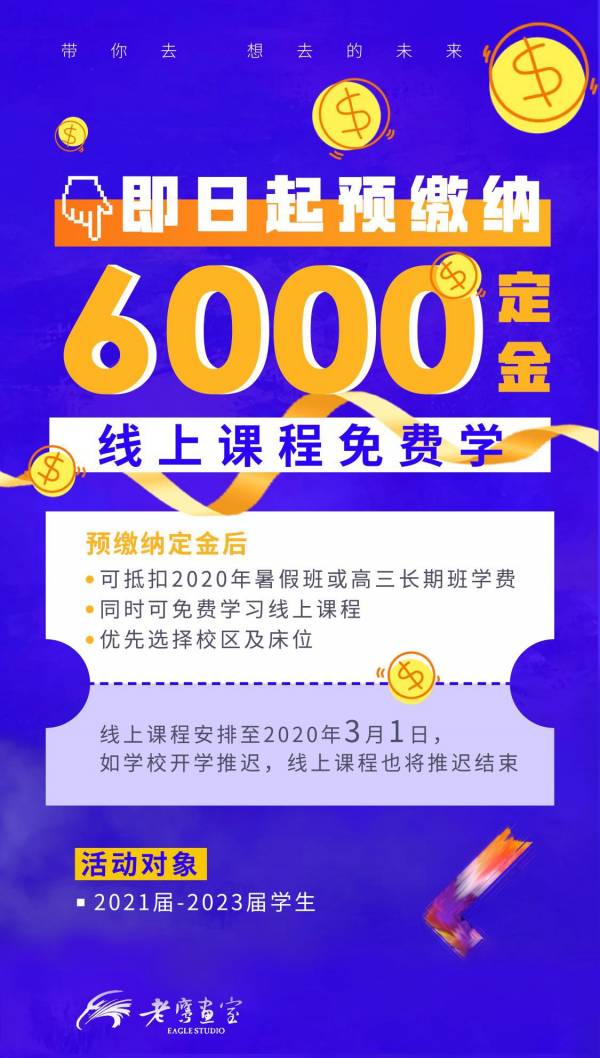 带你去 想去的未来
即日起预缴纳
6000定金
线上课程免费学
预缴纳定金后
可抵扣2020年暑假班或高三长期班学费
同时可免费学习线上课程
优先选择校区及床位
线上课程安排至2020年3月1日，
如学校开学推迟，线上课程也将推迟结束
活动对象
2021届-2023届学生
老鹰画室
EAGLE STUDIO